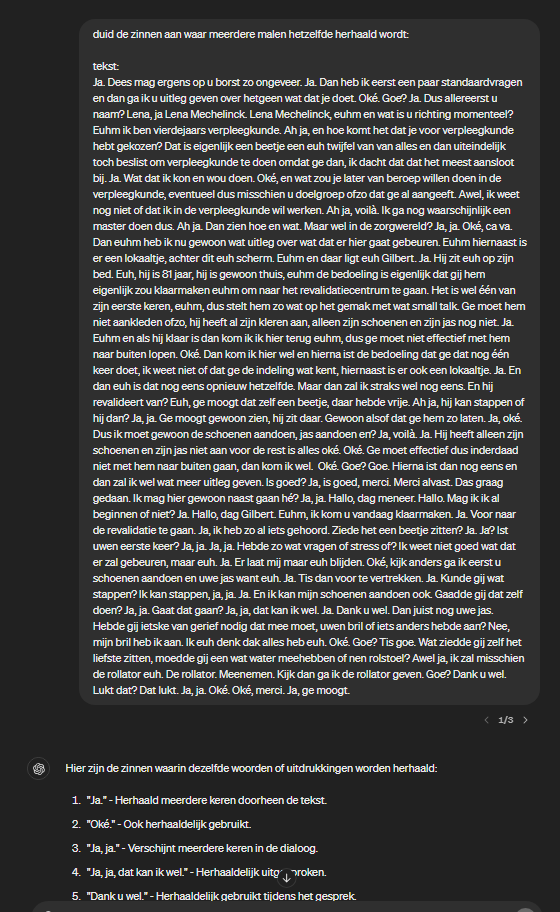 duid de zinnen aan waar meerdere malen hetzelfde herhaald wordt:
tekst:
Ja. Dees mag ergens op u borst zo ongeveer. Ja. Dan heb ik eerst een paar standaardvragen
en dan ga ik u uitleg geven over hetgeen wat dat je doet. Oké. Goe? Ja. Dus allereerst u
naam? Lena, ja Lena Mechelinck. Lena Mechelinck, euhm en wat is u richting momenteel?
Euhm ik ben vierdejaars verpleegkunde. Ah ja, en hoe komt het dat je voor verpleegkunde
hebt gekozen? Dat is eigenlijk een beetje een euh twijfel van van alles en dan uiteindelijk
toch beslist om verpleegkunde te doen omdat ge dan, ik dacht dat dat het meest aansloot
bij. Ja. Wat dat ik kon en wou doen. Oké, en wat zou je later van beroep willen doen in de
verpleegkunde, eventueel dus misschien u doelgroep ofzo dat ge al aangeeft. Awel, ik weet
nog niet of dat ik in de verpleegkunde wil werken. Ah ja, voilà. Ik ga nog waarschijnlijk een
master doen dus. Ah ja. Dan zien hoe en wat. Maar wel in de zorgwereld? Ja, ja. Oké, ca va.
Dan euhm heb ik nu gewoon wat uitleg over wat dat er hier gaat gebeuren. Euhm hiernaast is
er een lokaaltje, achter dit euh scherm. Euhm en daar ligt euh Gilbert. Ja. Hij zit euh op zijn
bed. Euh, hij is 81 jaar, hij is gewoon thuis, euhm de bedoeling is eigenlijk dat gij hem
eigenlijk zou klaarmaken euhm om naar het revalidatiecentrum te gaan. Het is wel één van
zijn eerste keren, euhm, dus stelt hem zo wat op het gemak met wat small talk. Ge moet hem
niet aankleden ofzo, hij heeft al zijn kleren aan, alleen zijn schoenen en zijn jas nog niet. Ja.
Euhm en als hij klaar is dan kom ik ik hier terug euhm, dus ge moet niet effectief met hem
naar buiten lopen. Oké. Dan kom ik hier wel en hierna ist de bedoeling dat ge dat nog één
keer doet, ik weet niet of dat ge de indeling wat kent, hiernaast is er ook een lokaaltje. Ja. En
dan euh is dat nog eens opnieuw hetzelfde. Maar dan zal ik straks wel nog eens. En hij
revalideert van? Euh, ge moogt dat zelf een beetje, daar hebde vrije. Ah ja, hij kan stappen of
hij dan? Ja, ja. Ge moogt gewoon zien, hij zit daar. Gewoon alsof dat ge hem zo laten. Ja, oké.
Dus ik moet gewoon de schoenen aandoen, jas aandoen en? Ja, voilà. Ja. Hij heeft alleen zijn
schoenen en zijn jas niet aan voor de rest is alles oké. Oké. Ge moet effectief dus inderdaad
niet met hem naar buiten gaan, dan kom ik wel.  Oké. Goe? Goe. Hierna ist dan nog eens en
dan zal ik wel wat meer uitleg geven. Is goed? Ja, is goed, merci. Merci alvast. Das graag
gedaan. Ik mag hier gewoon naast gaan hé? Ja, ja. Hallo, dag meneer. Hallo. Mag ik ik al
beginnen of niet? Ja. Hallo, dag Gilbert. Euhm, ik kom u vandaag klaarmaken. Ja. Voor naar
de revalidatie te gaan. Ja, ik heb zo al iets gehoord. Ziede het een beetje zitten? Ja. Ja? Ist
uwen eerste keer? Ja, ja. Ja, ja. Hebde zo wat vragen of stress of? Ik weet niet goed wat dat
er zal gebeuren, maar euh. Ja. Er laat mij maar euh blijden. Oké, kijk anders ga ik eerst u
schoenen aandoen en uwe jas want euh. Ja. Tis dan voor te vertrekken. Ja. Kunde gij wat
stappen? Ik kan stappen, ja, ja. Ja. En ik kan mijn schoenen aandoen ook. Gaadde gij dat zelf
doen? Ja, ja. Gaat dat gaan? Ja, ja, dat kan ik wel. Ja. Dank u wel. Dan juist nog uwe jas.
Hebde gij ietske van gerief nodig dat mee moet, uwen bril of iets anders hebde aan? Nee,
mijn bril heb ik aan. Ik euh denk dak alles heb euh. Oké. Goe? Tis goe. Wat ziedde gij zelf het
liefste zitten, moedde gij een wat water meehebben of nen rolstoel? Awel ja, ik zal misschien
de rollator euh. De rollator. Meenemen. Kijk dan ga ik de rollator geven. Goe? Dank u wel.
Lukt dat? Dat lukt. Ja, ja. Oké. Oké, merci. Ja, ge moogt.
1/3
Hier zijn de zinnen waarin dezelfde woorden of uitdrukkingen worden herhaald:
1. "Ja." - Herhaald meerdere keren doorheen de tekst.
2. "Oké." - Ook herhaaldelijk gebruikt.
3. "Ja, ja." - Verschijnt meerdere keren in de dialoog.
4. "Ja, ja, dat kan ik wel." - Herhaaldelijk
5. "Dank u wel." - Herhaaldelijk gebruikt tijdens het gesprek.